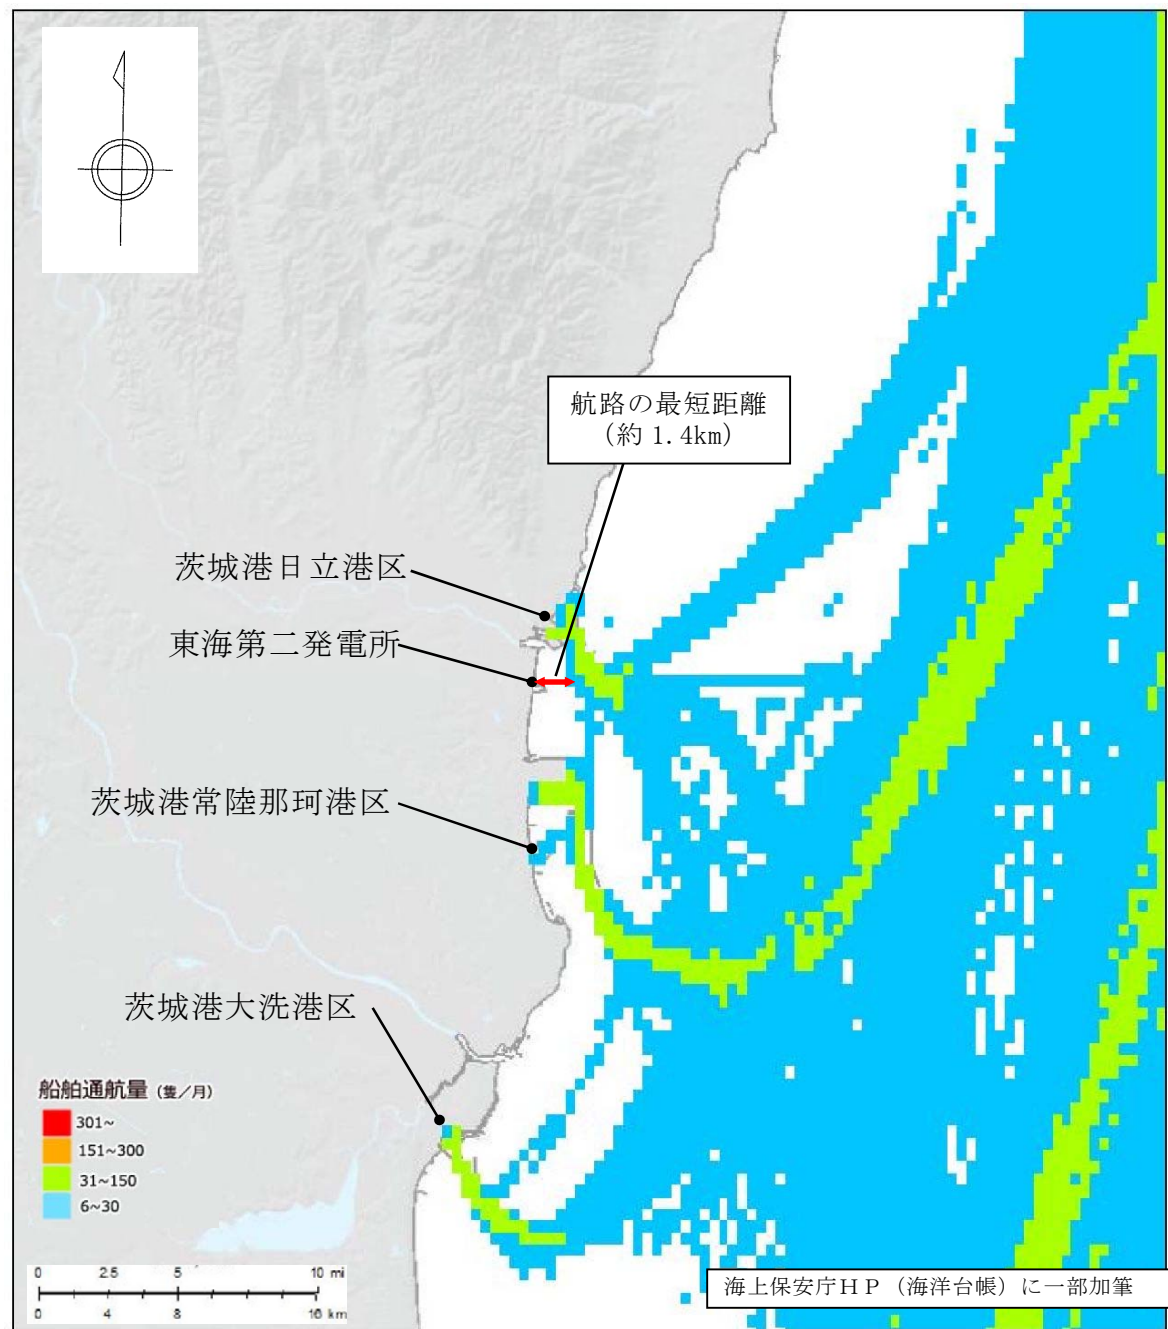 航路の最短距離
（約 1.4km）
茨城港日立港区
東海第二発電所
茨城港常陸那珂港区
茨城港大洗港区
船舶通航量 (隻／月)
301~
151~300
31~150
6~30
0 2.5 5 10 mi
0 4 8 16 km
海上保安庁ＨＰ（海洋台帳）に一部加筆